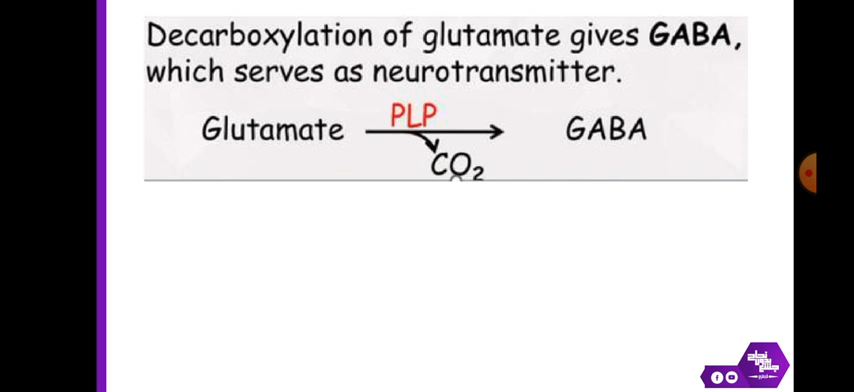 Decarboxylation of glutamate gives GABA,
which serves as neurotransmitter.
PLP
Glutamate GABA
CO₂